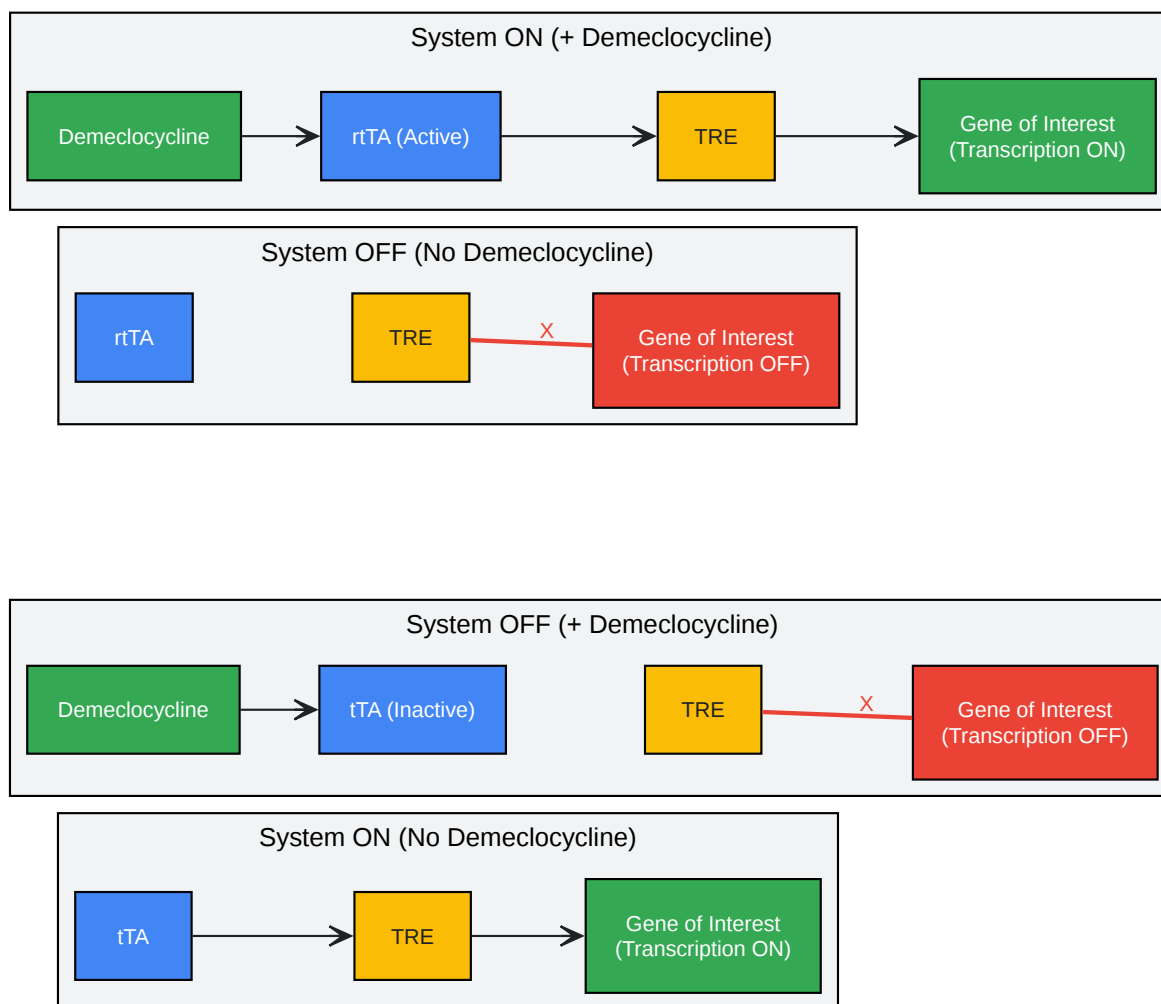 System ON (+ Demeclocycline)
Demeclocycline
rtTA (Active)
TRE
Gene of Interest
(Transcription ON)
System OFF (No Demeclocycline)
rtTA
TRE
X
Gene of Interest
(Transcription OFF)
System OFF (+ Demeclocycline)
Demeclocycline
tTA (Inactive)
TRE
X
Gene of Interest
(Transcription OFF)
System ON (No Demeclocycline)
tTA
TRE
Gene of Interest
(Transcription ON)